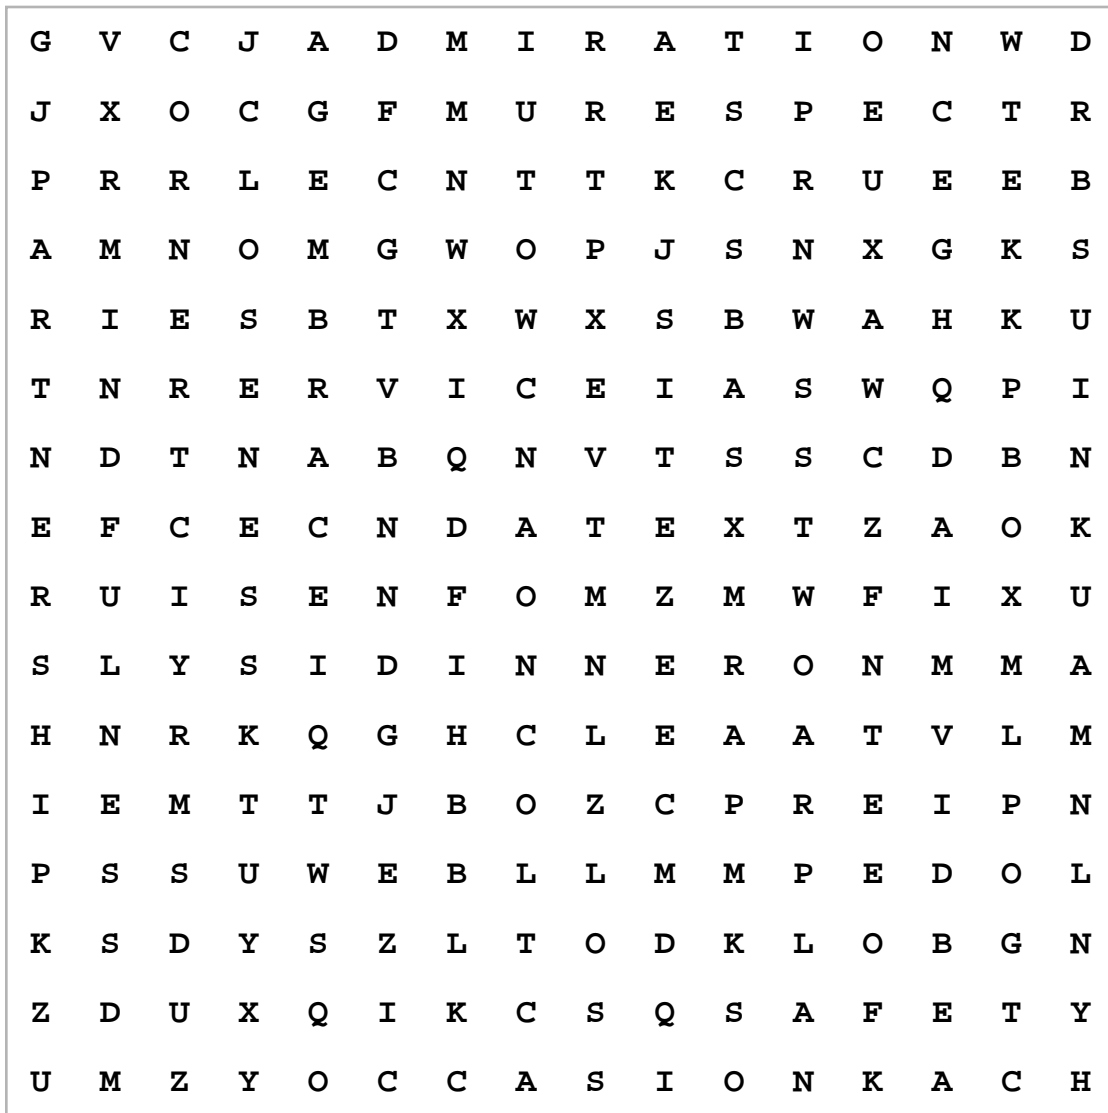 G V C J A D M I R A T I O N W D
J X O C G F M U R E S P E C T R
P R R L E C N T T K C R U E E B
A M N O M G W O P J S N X G K S
R I E S B T X W X S B W A H K U
T N R E R V I C E I A S W Q P I
N D T N A B Q N V T S S C D B N
E F C E C N D A T E X T Z A O K
R U I S E N F O M Z M W F I X U
S L Y S I D I N N E R O N M M A
H N R K Q G H C L E A A T V L M
I E M T T J B O Z C P R E I P N
P S S U W E B L L M M P E D O L
K S D Y S Z L T O D K L O B G N
Z D U X Q I K C S Q S A F E T Y
U M Z Y O C C A S I O N K A C H